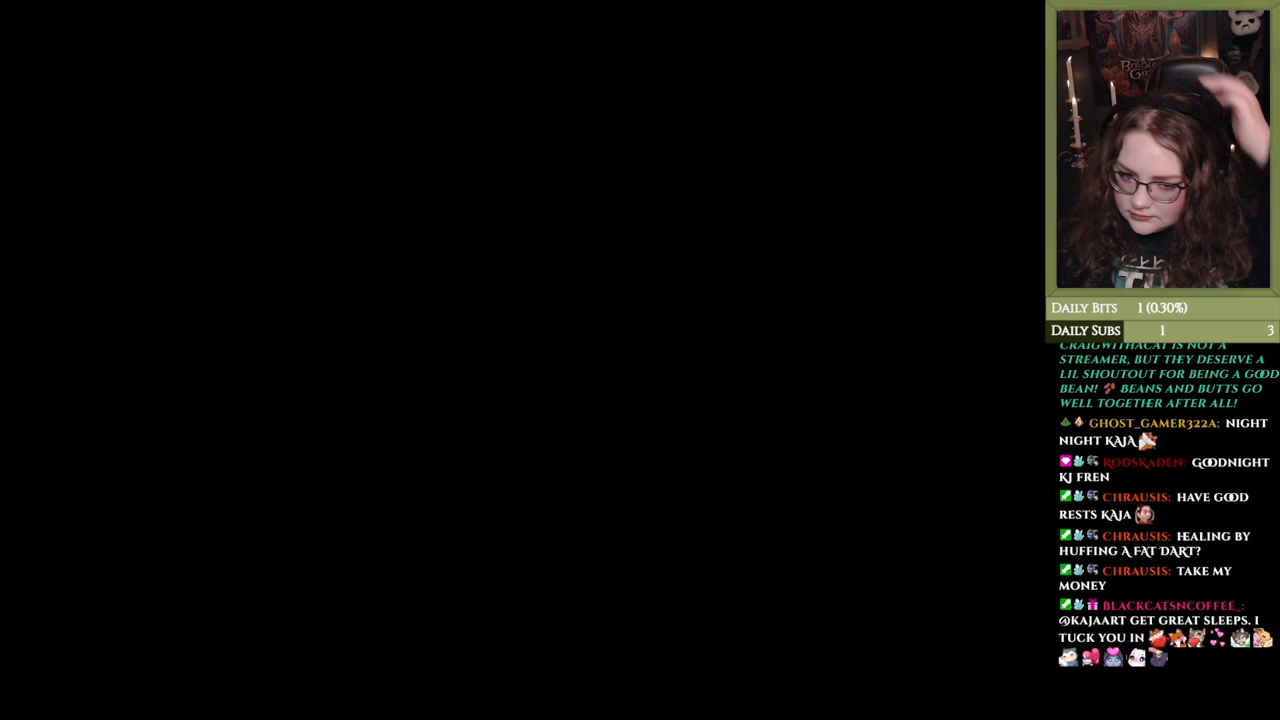 Baldur's
Gate
DAILY BITS 1 (0.30%)
DAILY SUBS 1 3
CRAIGWITHACAT IS NOT A
STREAMER, BUT THEY DESERVE A
LIL SHOUTOUT FOR BEING A GOOD
BEAN! BEANS AND BUTTS GO
WELL TOGETHER AFTER ALL!
GHOST_GAMER322A: NIGHT
NIGHT KAJA
RODSKADEN: GOODNIGHT
KJ FREN
CHRAUSIS: HAVE GOOD
RESTS KAJA
CHRAUSIS: HEALING BY
HUFFING A FAT DART?
CHRAUSIS: TAKE MY
MONEY
BLACKCATSNCOFFEE_:
@KAJAART GET GREAT SLEEPS. I
TUCK YOU IN